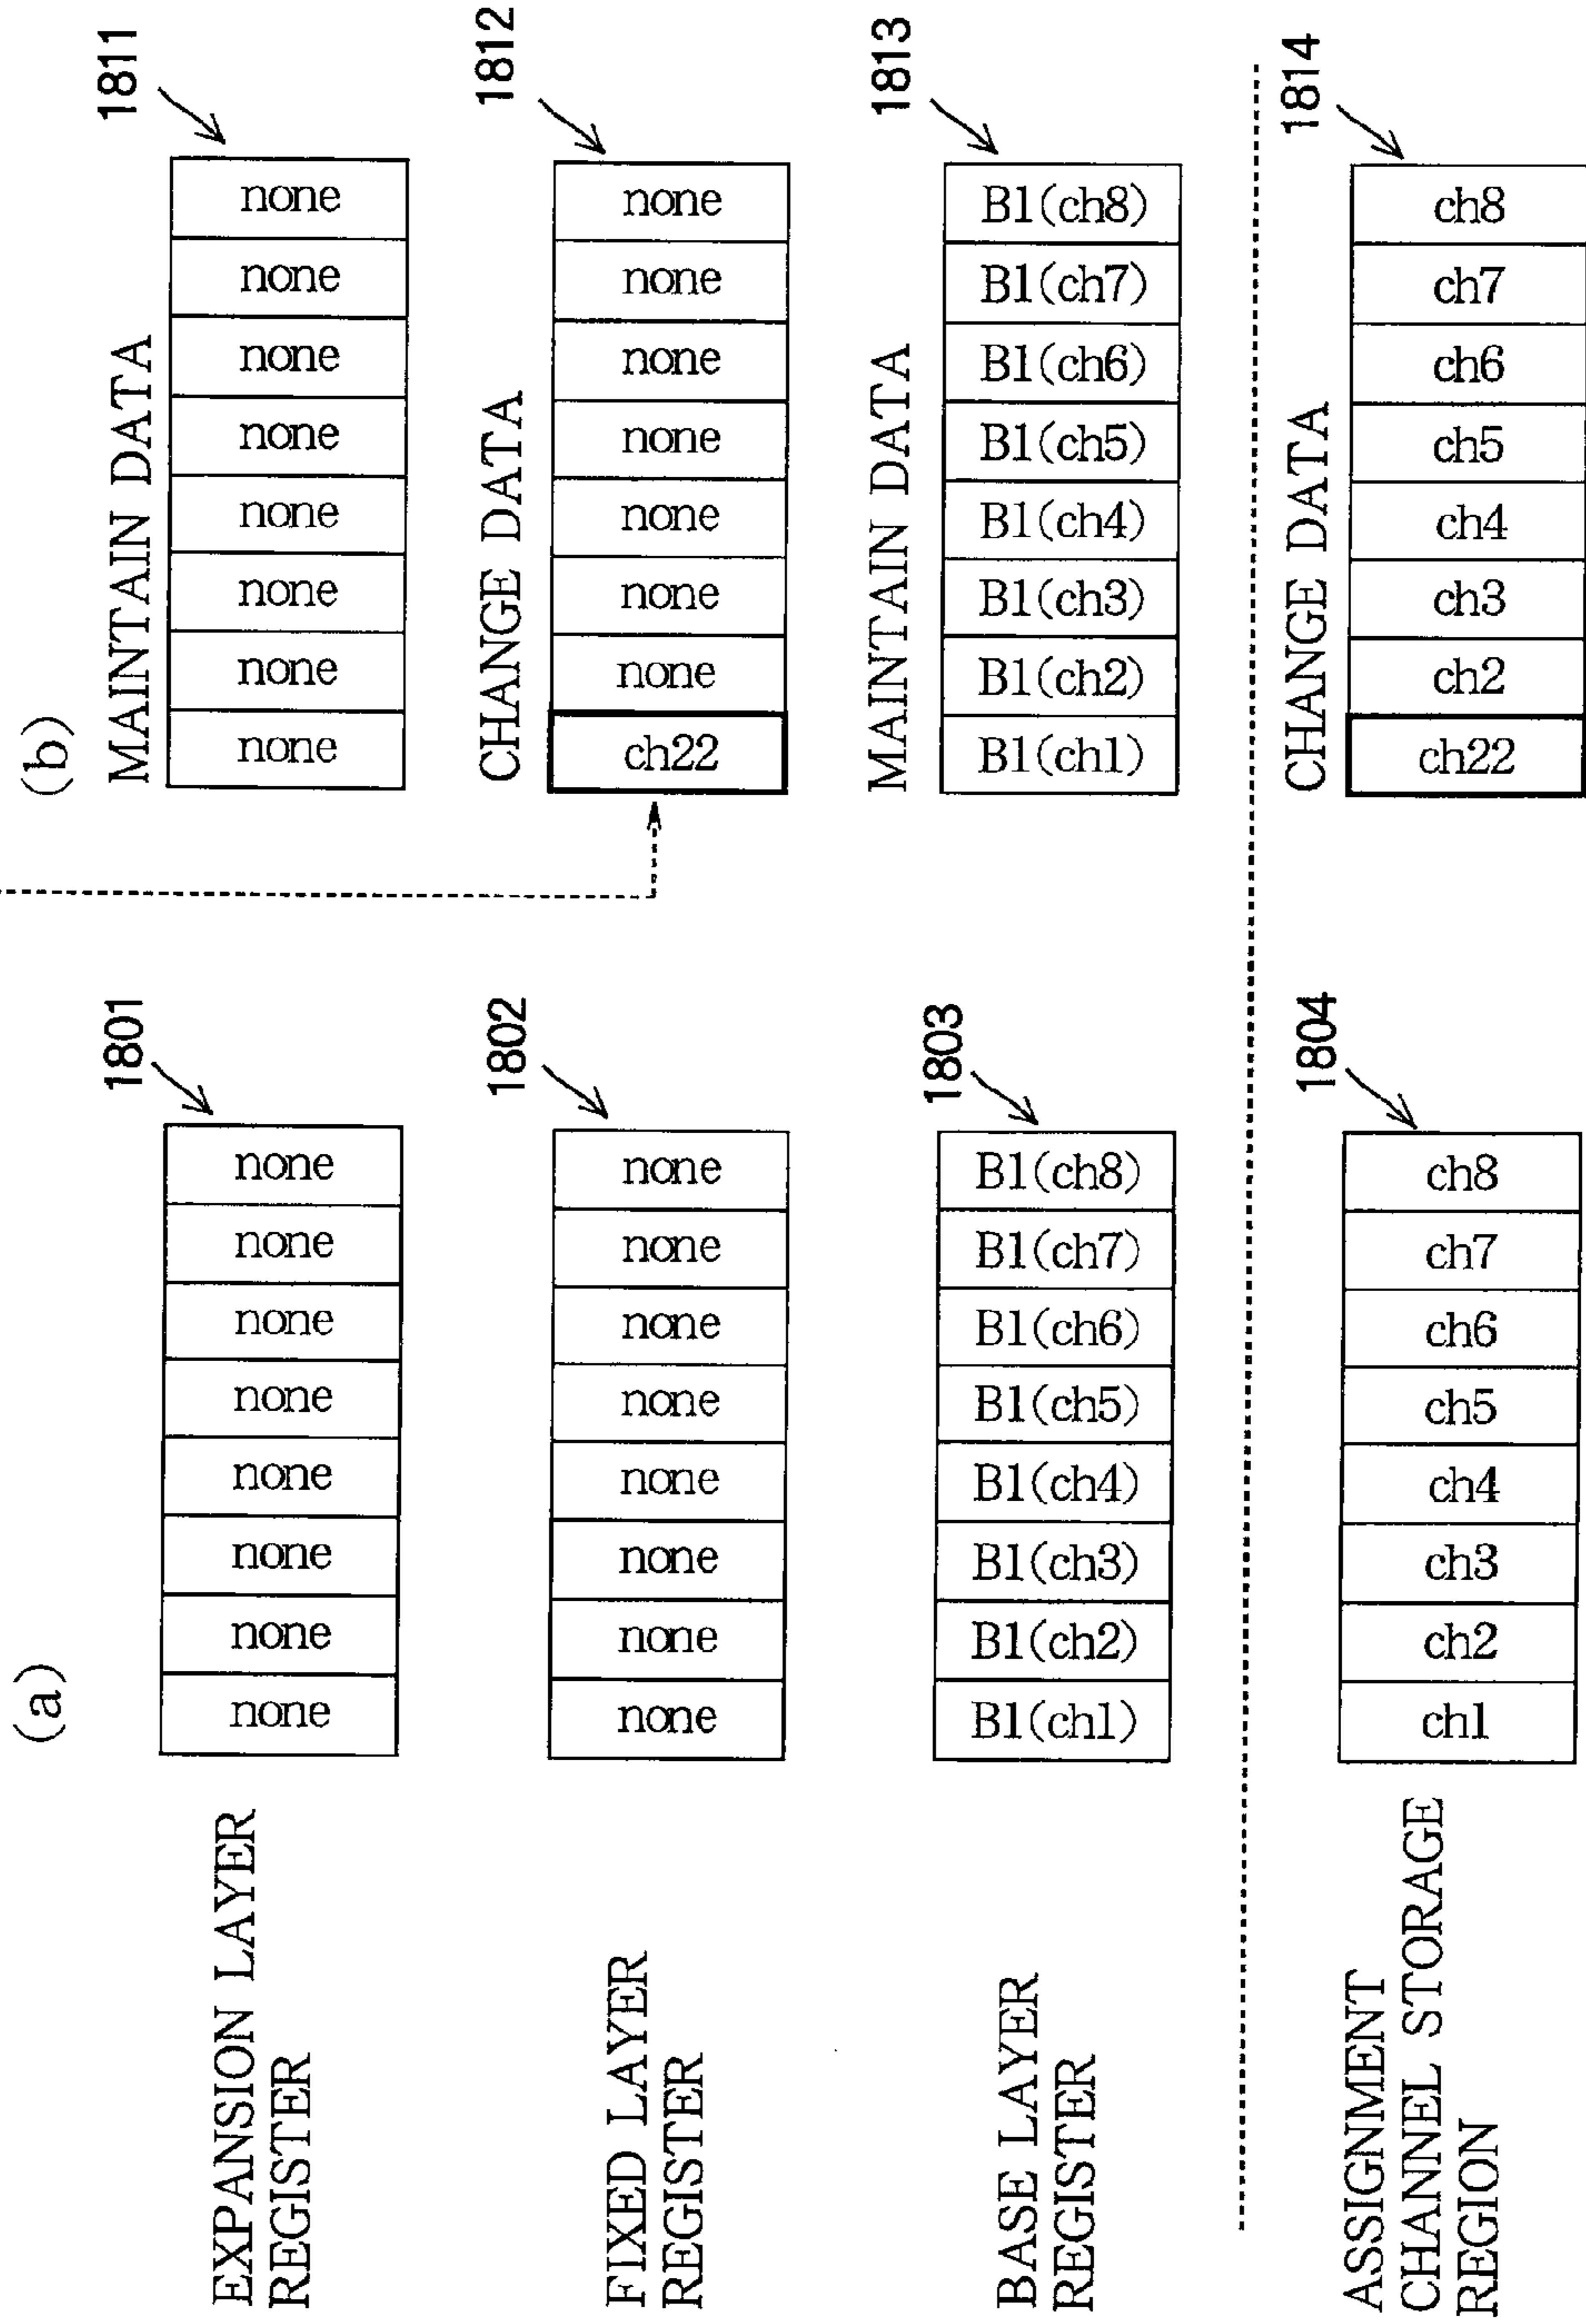 (a)
(b)
EXPANSION LAYER
REGISTER
1801
none
none
none
none
none
none
none
none
MAINTAIN DATA
1811
none
none
none
none
none
none
none
none
FIXED LAYER
REGISTER
1802
none
none
none
none
none
none
none
none
CHANGE DATA
1812
ch22
none
none
none
none
none
none
none
BASE LAYER
REGISTER
1803
B1(ch1)
B1(ch2)
B1(ch3)
B1(ch4)
B1(ch5)
B1(ch6)
B1(ch7)
B1(ch8)
MAINTAIN DATA
1813
B1(ch1)
B1(ch2)
B1(ch3)
B1(ch4)
B1(ch5)
B1(ch6)
B1(ch7)
B1(ch8)
ASSIGNMENT
CHANNEL STORAGE
REGION
1804
ch1
ch2
ch3
ch4
ch5
ch6
ch7
ch8
CHANGE DATA
1814
ch22
ch2
ch3
ch4
ch5
ch6
ch7
ch8